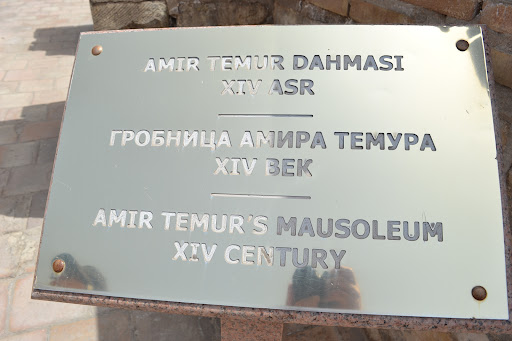 AMIR TEMUR DAHMASI
XIV ASR
ГРОБНИЦА АМИРА ТЕМУРА
XIV ВЕК
AMIR TEMUR'S MAUSOLEUM
XIV CENTURY